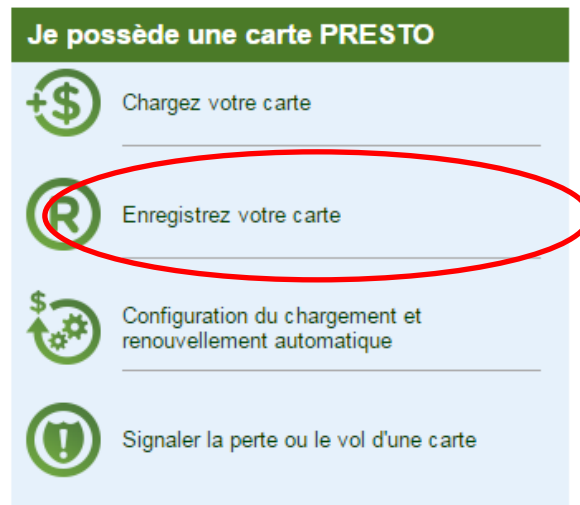 Je possède une carte PRESTO
+$
Chargez votre carte
R
Enregistrez votre carte
$
Configuration du chargement et
renouvellement automatique
!
Signaler la perte ou le vol d'une carte